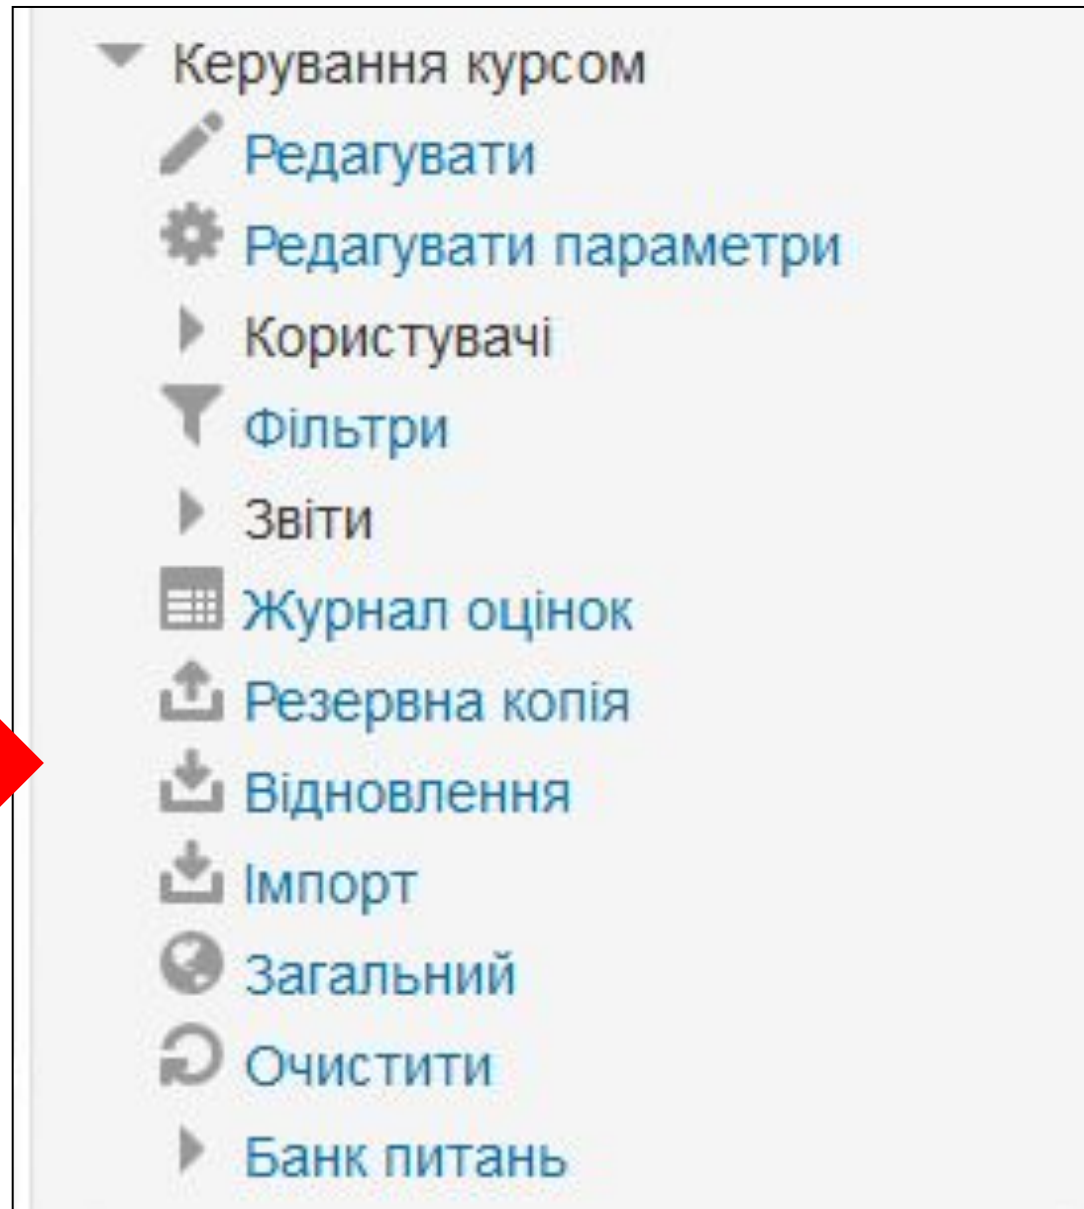 Керування курсом
Редагувати
Редагувати параметри
Користувачі
Фільтри
Звіти
Журнал оцінок
Резервна копія
Відновлення
Імпорт
Загальний
Очистити
Банк питань